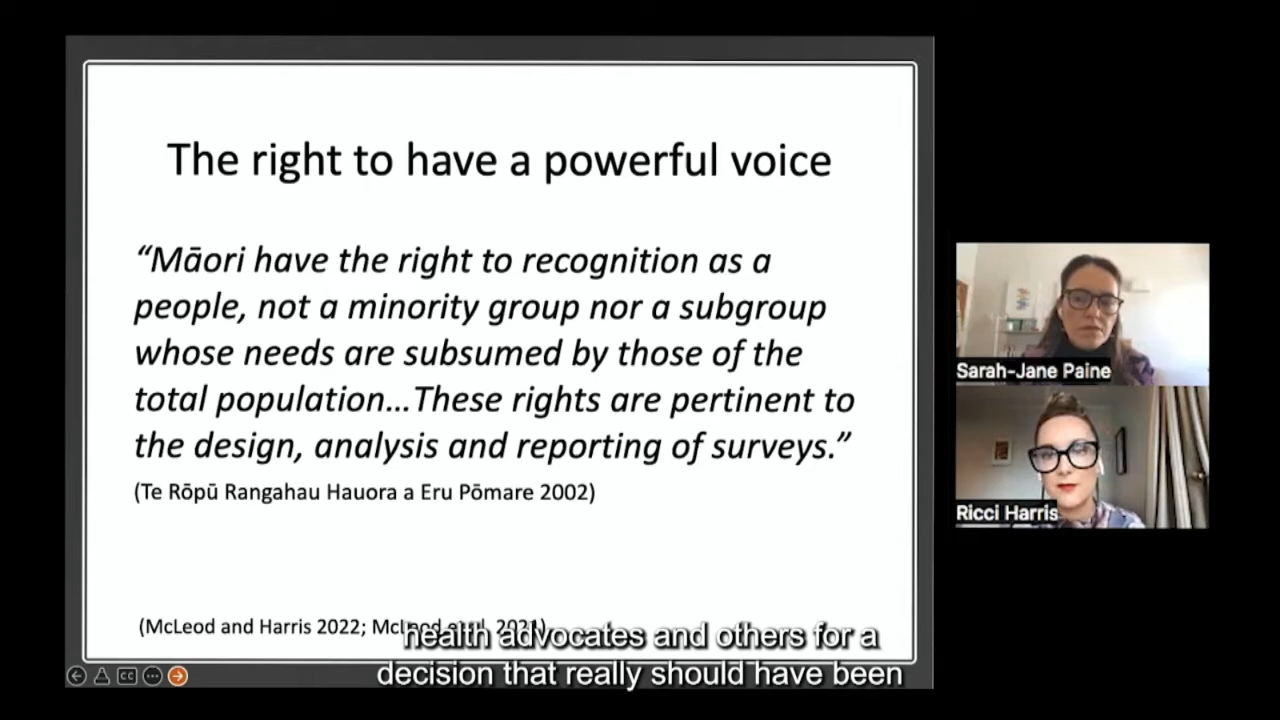 The right to have a powerful voice
“Māori have the right to recognition as a
people, not a minority group nor a subgroup
whose needs are subsumed by those of the
total population…These rights are pertinent to
the design, analysis and reporting of surveys.”
(Te Rōpū Rangahau Hauora a Eru Pōmare 2002)
(McLeod and Harris 2022;
health advocates and others for a
decision that really should have been
CC
Sarah-Jane Paine
Ricci Harris